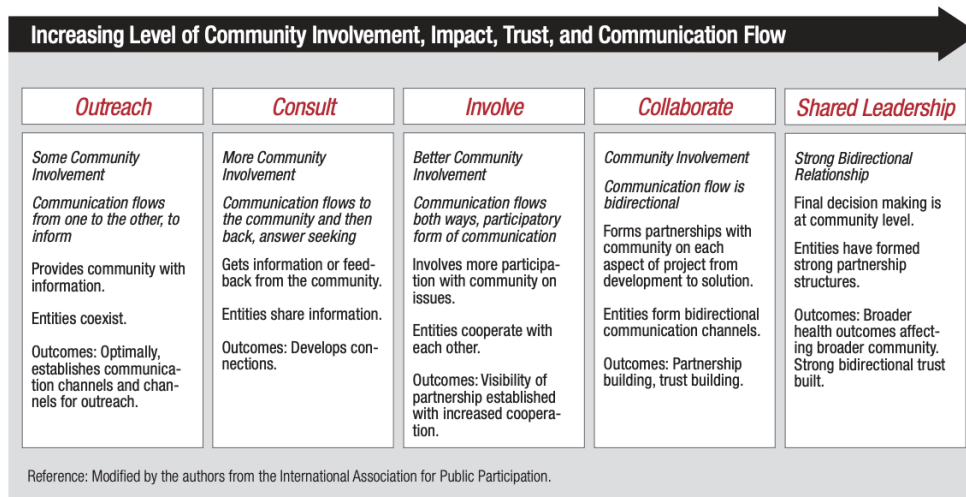 Increasing Level of Community Involvement, Impact, Trust, and Communication Flow
Outreach
Some Community
Involvement
Communication flows
from one to the other, to
inform
Provides community with
information.
Entities coexist.
Outcomes: Optimally,
establishes communica-
tion channels and chan-
nels for outreach.
Consult
More Community
Involvement
Communication flows to
the community and then
back, answer seeking
Gets information or feed-
back from the community.
Entities share information.
Outcomes: Develops con-
nections.
Involve
Better Community
Involvement
Communication flows
both ways, participatory
form of communication
Involves more participa-
tion with community on
issues.
Entities cooperate with
each other.
Outcomes: Visibility of
partnership established
with increased coopera-
tion.
Collaborate
Community Involvement
Communication flow is
bidirectional
Forms partnerships with
community on each
aspect of project from
development to solution.
Entities form bidirectional
communication channels.
Outcomes: Partnership
building, trust building.
Shared Leadership
Strong Bidirectional
Relationship
Final decision making is
at community level.
Entities have formed
strong partnership
structures.
Outcomes: Broader
health outcomes affect-
ing broader community.
Strong bidirectional trust
built.
Reference: Modified by the authors from the International Association for Public Participation.